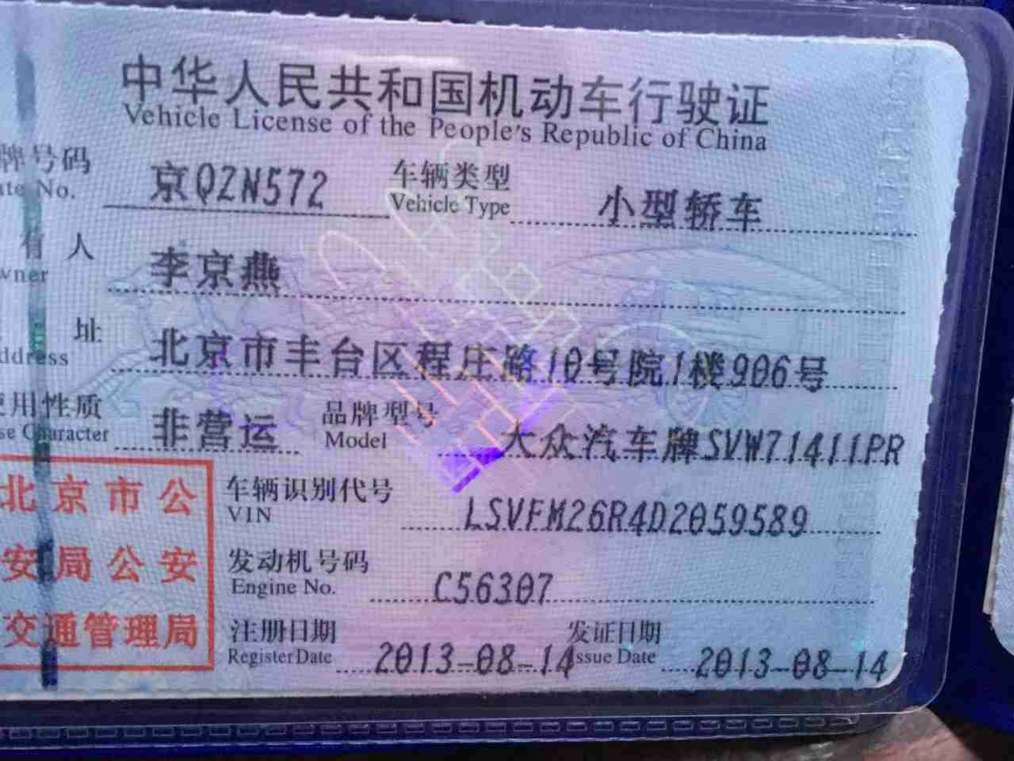 中华人民共和国机动车行驶证
Vehicle License of the People's Republic of China
牌号码 京QZN572 车辆类型 小型轿车
ate No. Vehicle Type
有人 李京燕
wner
址 北京市丰台区程庄路10号院1楼906号
ddress
使用性质 非营运 品牌型号 大众汽车牌SVW71411PR
se Character Model
北京市公
安局公安
交通管理局
车辆识别代号 LSVFM26R4D2059589
VIN
发动机号码 C56307
Engine No.
注册日期 2013-08-14 发证日期 2013-08-14
Register Date Issue Date